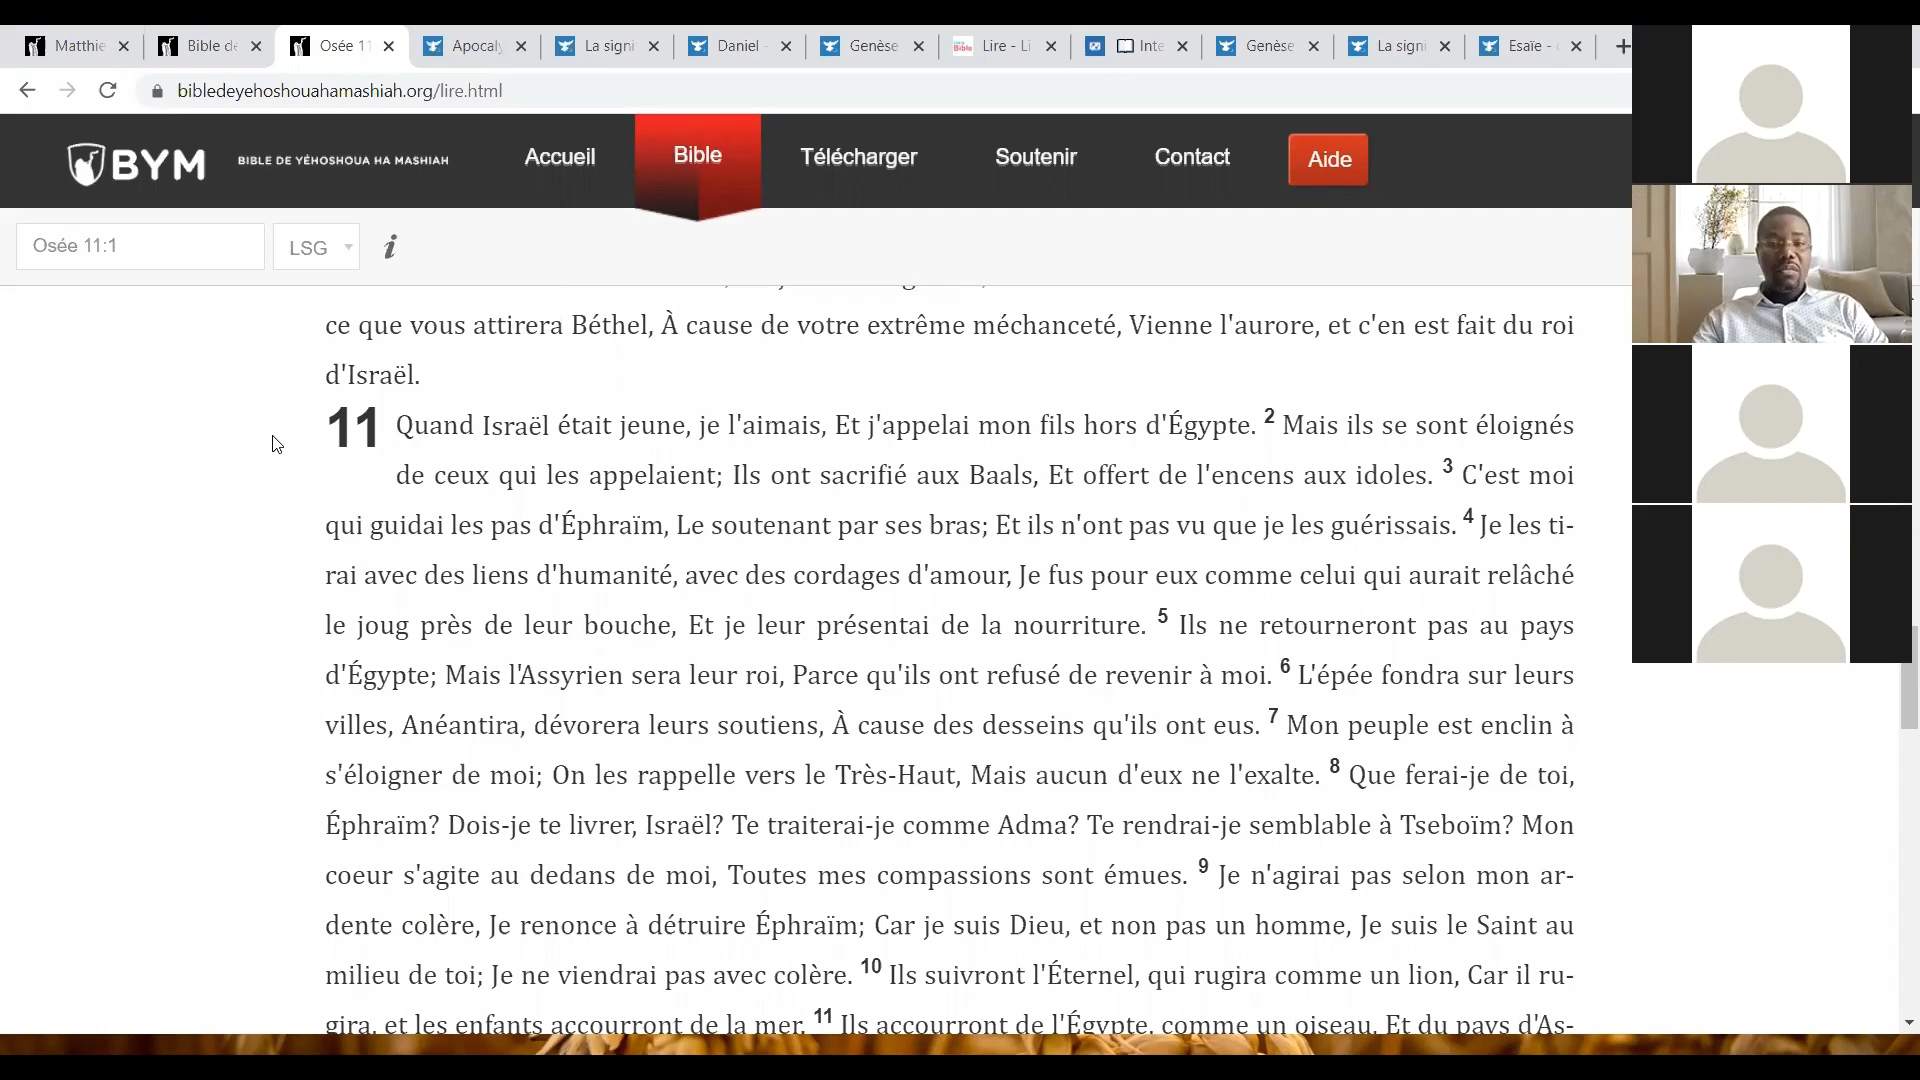 Matthie
Bible de
Osée 11
Apocaly
La signi
Daniel -
Genèse
Lire - Li
Inte
Genèse
La signi
Esaïe -
bibledeyehoshouahamashiah.org/lire.html
BYM
BIBLE DE YÉHOSHOUA HA MASHIAH
Accueil
Bible
Télécharger
Soutenir
Contact
Aide
Osée 11:1
LSG
i
ce que vous attirera Béthel, À cause de votre extrême méchanceté, Vienne l'aurore, et c'en est fait du roi
d'Israël.
11 Quand Israël était jeune, je l'aimais, Et j'appelai mon fils hors d'Égypte. 2 Mais ils se sont éloignés
de ceux qui les appelaient; Ils ont sacrifié aux Baals, Et offert de l'encens aux idoles. 3 C'est moi
qui guidai les pas d'Éphraïm, Le soutenant par ses bras; Et ils n'ont pas vu que je les guérissais. 4 Je les ti-
rai avec des liens d'humanité, avec des cordages d'amour, Je fus pour eux comme celui qui aurait relâché
le joug près de leur bouche, Et je leur présentai de la nourriture. 5 Ils ne retourneront pas au pays
d'Égypte; Mais l'Assyrien sera leur roi, Parce qu'ils ont refusé de revenir à moi. 6 L'épée fondra sur leurs
villes, Anéantira, dévorera leurs soutiens, À cause des desseins qu'ils ont eus. 7 Mon peuple est enclin à
s'éloigner de moi; On les rappelle vers le Très-Haut, Mais aucun d'eux ne l'exalte. 8 Que ferai-je de toi,
Éphraïm? Dois-je te livrer, Israël? Te traiterai-je comme Adma? Te rendrai-je semblable à Tseboïm? Mon
coeur s'agite au dedans de moi, Toutes mes compassions sont émues. 9 Je n'agirai pas selon mon ar-
dente colère, Je renonce à détruire Éphraïm; Car je suis Dieu, et non pas un homme, Je suis le Saint au
milieu de toi; Je ne viendrai pas avec colère. 10 Ils suivront l'Éternel, qui rugira comme un lion, Car il ru-
gira, et les enfants accourront de la mer. 11 Ils accourront de l'Égypte, comme un oiseau, Et du pays d'As-